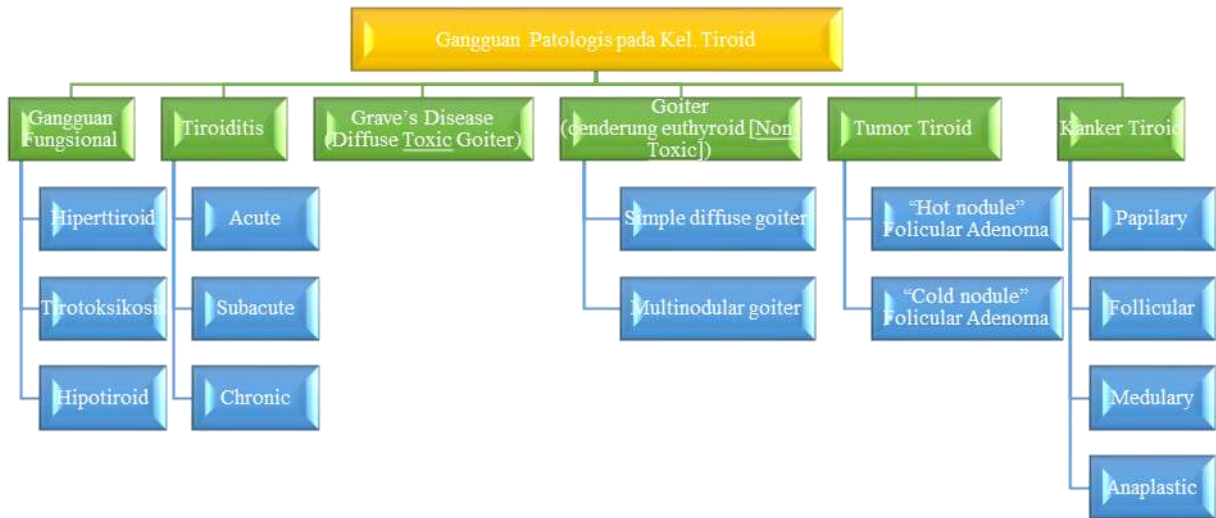 Gangguan Patologis pada Kel. Tiroid
Gangguan
Fungsional
Tiroiditis
Grave's Disease
(Diffuse Toxic Goiter)
Goiter
(cenderung euthyroid [Non
Toxic])
Tumor Tiroid
Kanker Tiroid
Hiperttiroid
Tirotoksikosis
Hipotiroid
Acute
Subacute
Chronic
Simple diffuse goiter
Multinodular goiter
“Hot nodule”
Folicular Adenoma
“Cold nodule”
Folicular Adenoma
Papilary
Follicular
Medulary
Anaplastic